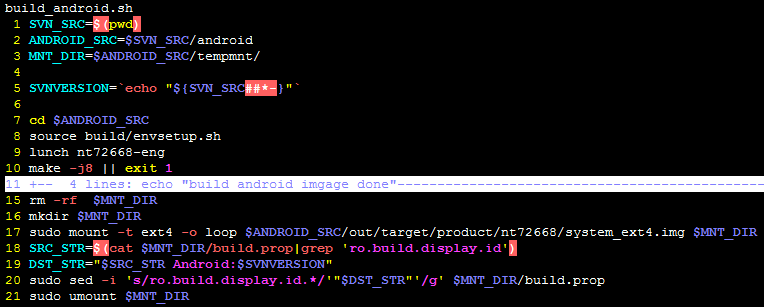 build_android.sh
1 SVN_SRC=$(pwd)
2 ANDROID_SRC=$SVN_SRC/android
3 MNT_DIR=$ANDROID_SRC/tempmnt/
4
5 SVNVERSION=`echo "${SVN_SRC##*-}"`
6
7 cd $ANDROID_SRC
8 source build/envsetup.sh
9 lunch nt72668-eng
10 make -j8 || exit 1
11 +--  4 lines: echo "build android imgage done"----------------------------------------------
15 rm -rf  $MNT_DIR
16 mkdir $MNT_DIR
17 sudo mount -t ext4 -o loop $ANDROID_SRC/out/target/product/nt72668/system_ext4.img $MNT_DIR
18 SRC_STR=$(cat $MNT_DIR/build.prop|grep 'ro.build.display.id')
19 DST_STR="$SRC_STR Android:$SVNVERSION"
20 sudo sed -i 's/ro.build.display.id.*/'"$DST_STR"'/g' $MNT_DIR/build.prop
21 sudo umount $MNT_DIR